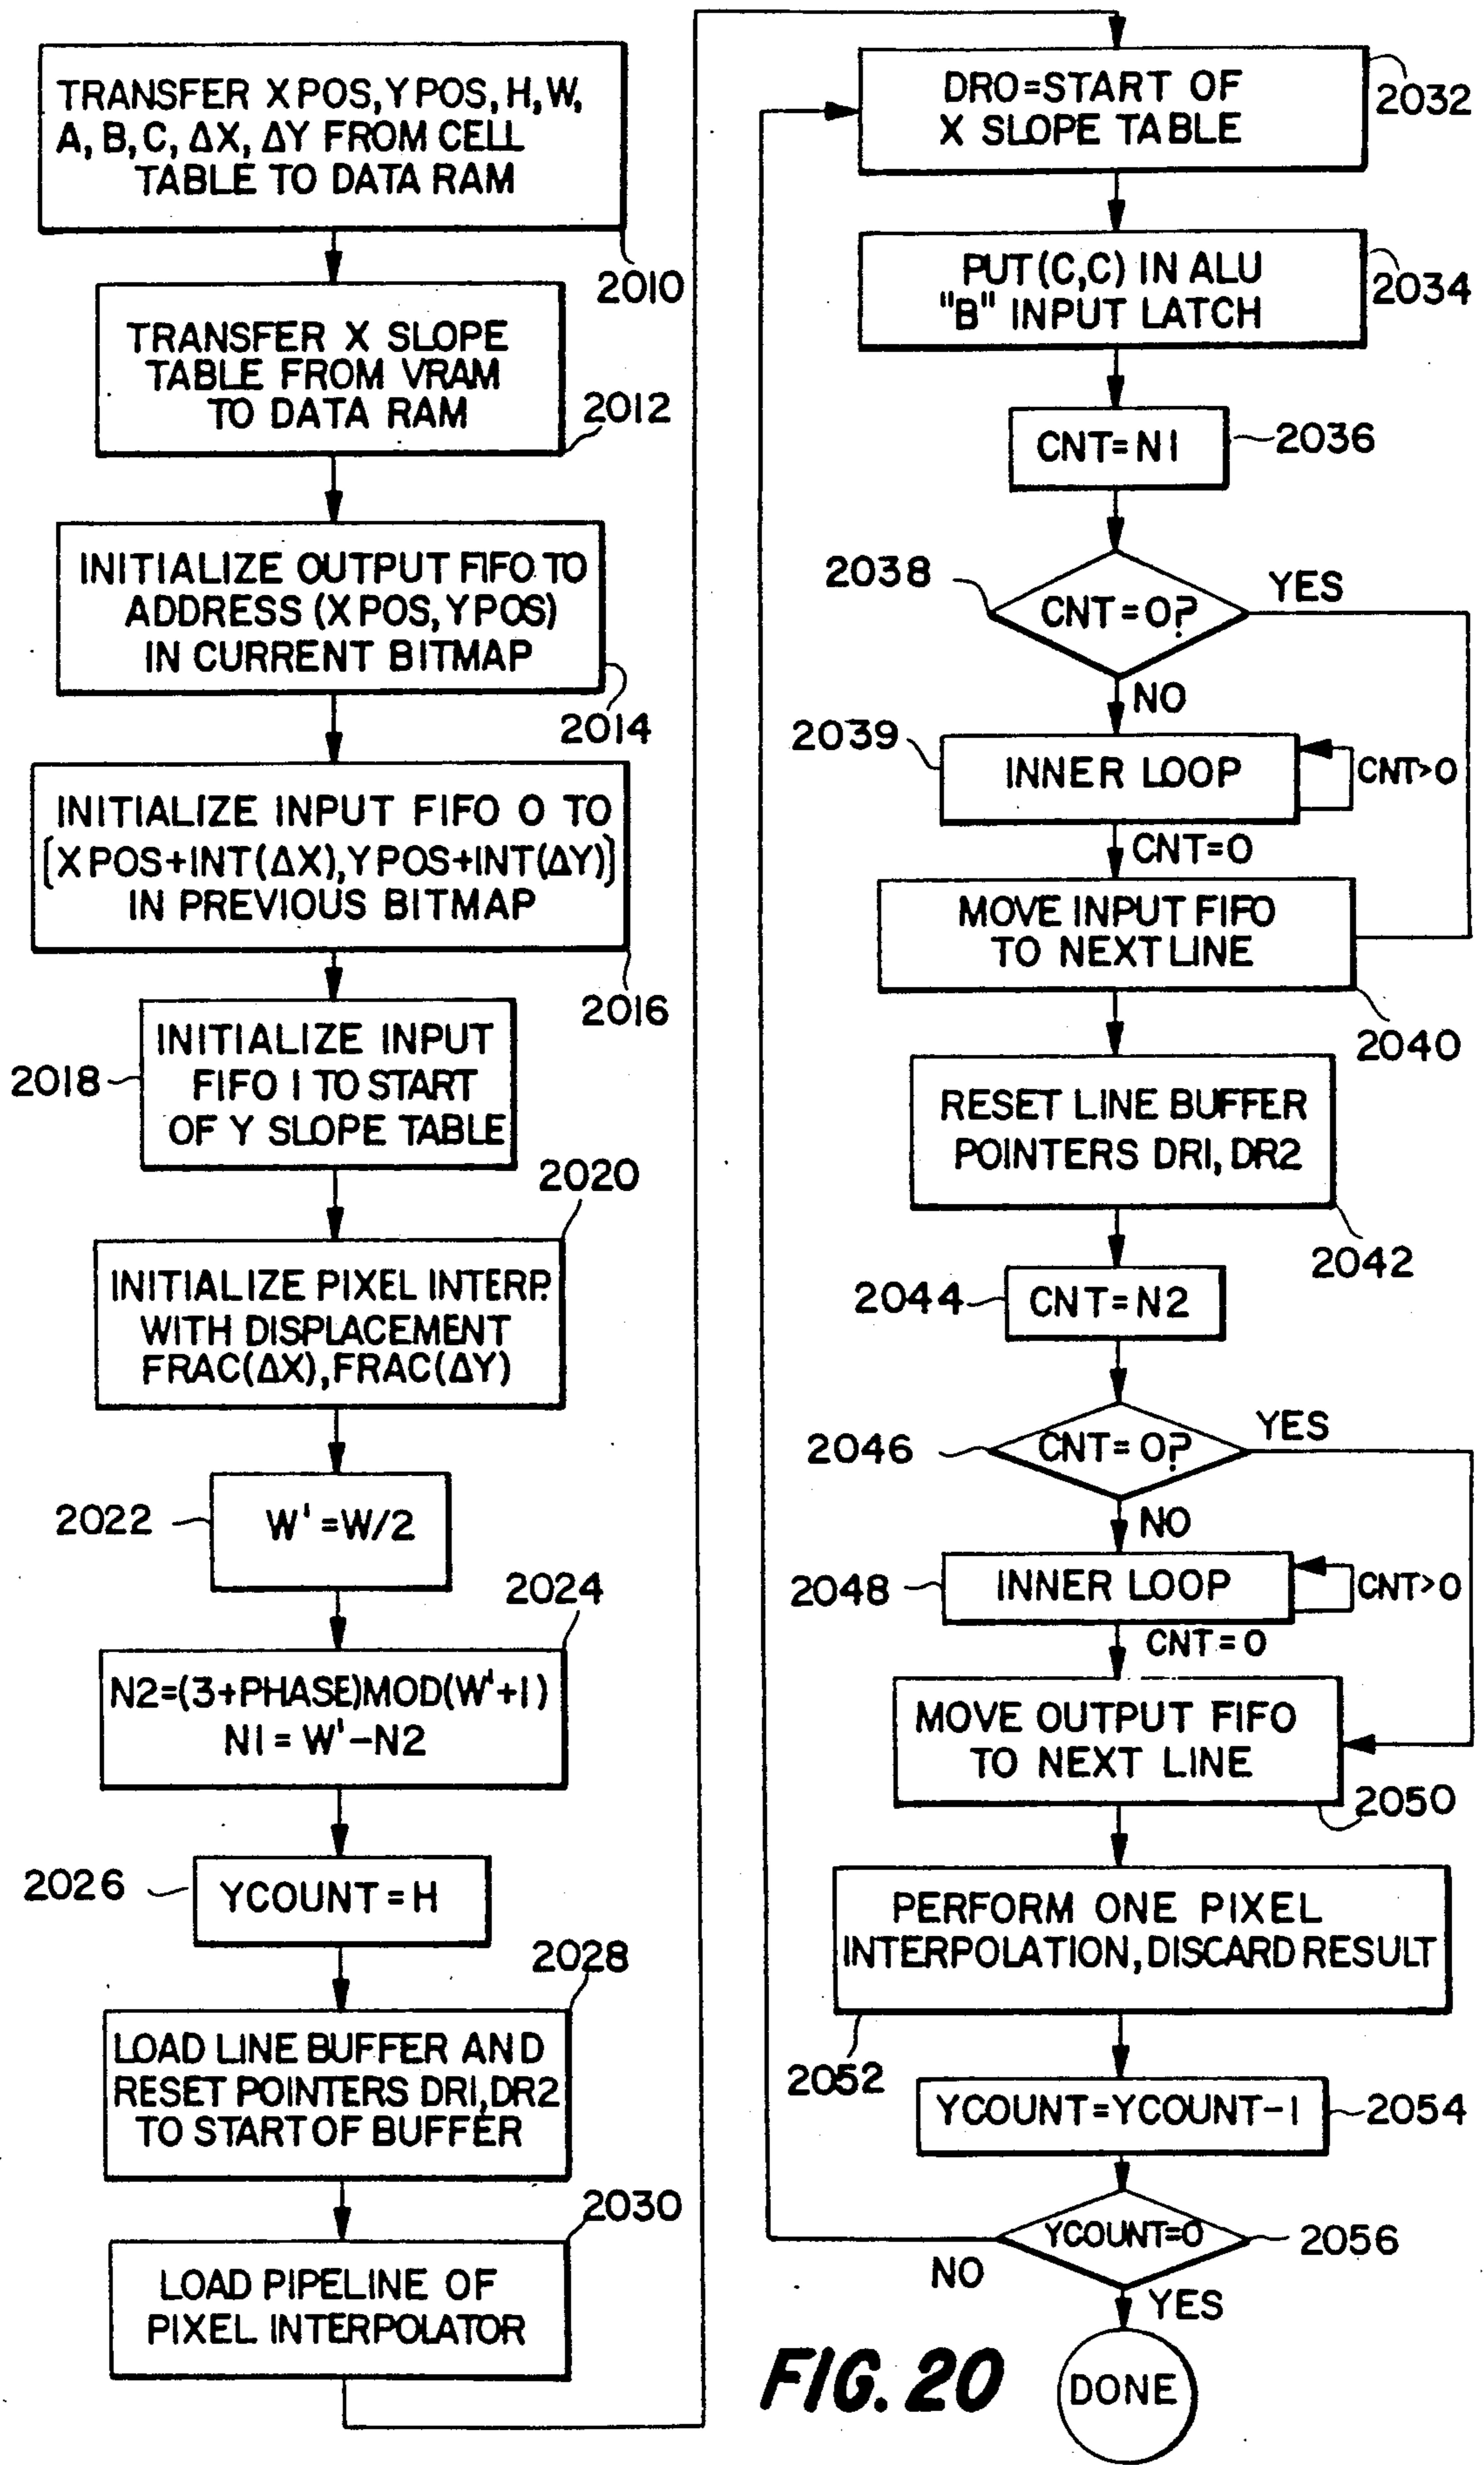 TRANSFER X POS, Y POS, H, W,
A, B, C, ΔX, ΔY FROM CELL
TABLE TO DATA RAM
2010
TRANSFER X SLOPE
TABLE FROM VRAM
TO DATA RAM
2012
INITIALIZE OUTPUT FIFO TO
ADDRESS (X POS, Y POS)
IN CURRENT BITMAP
2014
INITIALIZE INPUT FIFO 0 TO
[X POS+INT(ΔX), Y POS+INT(ΔY)]
IN PREVIOUS BITMAP
2016
INITIALIZE INPUT
FIFO 1 TO START
OF Y SLOPE TABLE
2018
2020
INITIALIZE PIXEL INTERP.
WITH DISPLACEMENT
FRAC(ΔX), FRAC(ΔY)
2022
W'=W/2
2024
N2=(3+PHASE)MOD(W'+1)
N1=W'-N2
2026
YCOUNT=H
2028
LOAD LINE BUFFER AND
RESET POINTERS DR1, DR2
TO START OF BUFFER
2030
LOAD PIPELINE OF
PIXEL INTERPOLATOR
DR0=START OF
X SLOPE TABLE
2032
PUT (C,C) IN ALU
"B" INPUT LATCH
2034
CNT=N1
2036
2038
CNT=0?
YES
NO
2039
INNER LOOP
CNT>0
CNT=0
MOVE INPUT FIFO
TO NEXT LINE
2040
RESET LINE BUFFER
POINTERS DR1, DR2
2042
2044
CNT=N2
2046
CNT=0?
YES
NO
2048
INNER LOOP
CNT>0
CNT=0
MOVE OUTPUT FIFO
TO NEXT LINE
2050
PERFORM ONE PIXEL
INTERPOLATION, DISCARD RESULT
2052
YCOUNT=YCOUNT-1
2054
YCOUNT=0
2056
NO
YES
DONE
FIG. 20